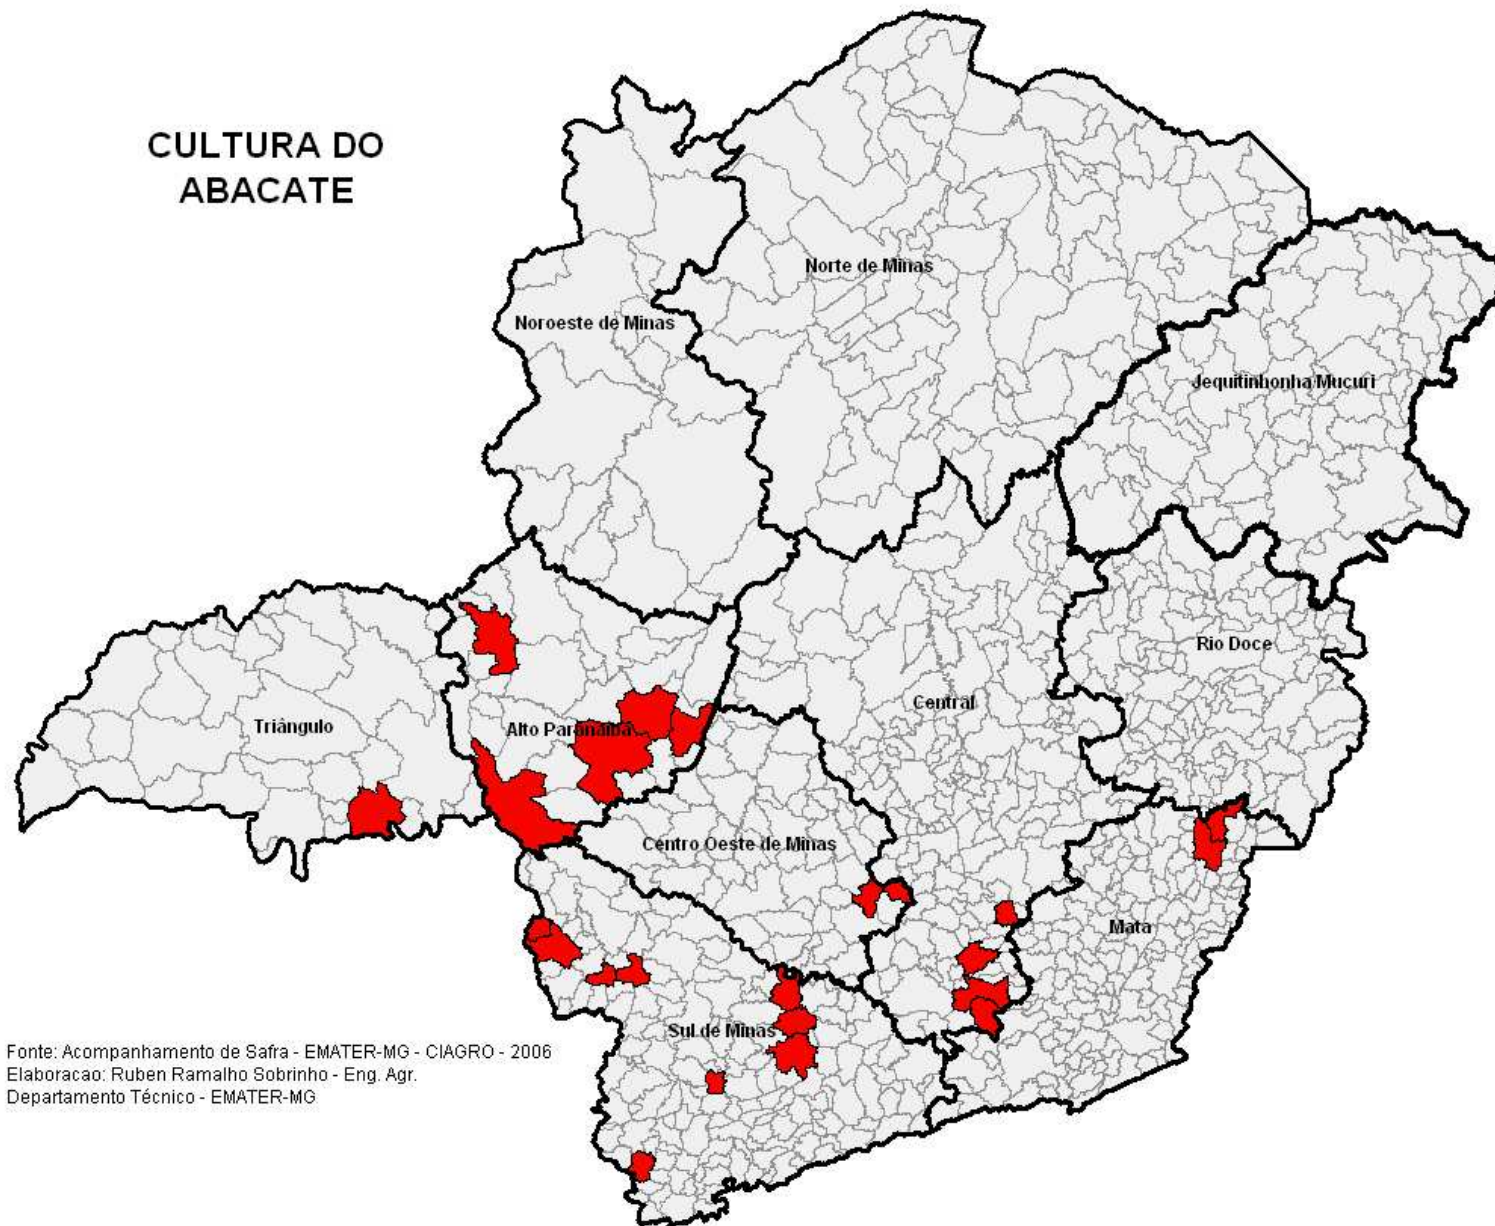 CULTURA DO
ABACATE
Norte de Minas
Noroeste de Minas
Jequitinhonha Mucuri
Rio Doce
Central
Triângulo
Alto Paranaíba
Centro Oeste de Minas
Mata
Sul de Minas
Fonte: Acompanhamento de Safra - EMATER-MG - CIAGRO - 2006
Elaboracao: Ruben Ramalho Sobrinho - Eng. Agr.
Departamento Técnico - EMATER-MG